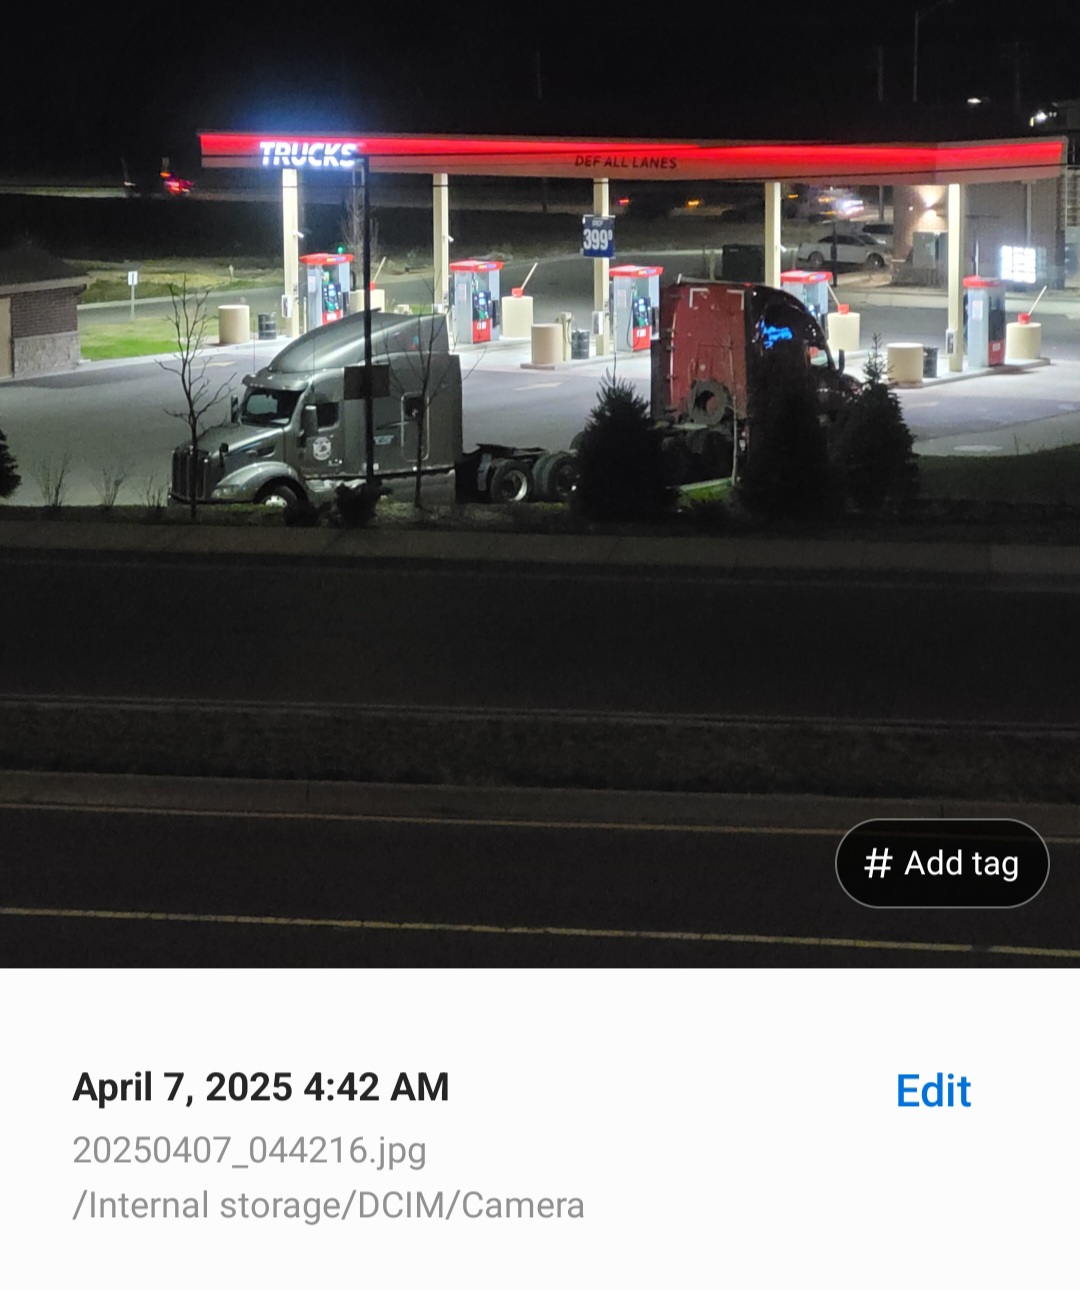 TRUCKS
DEF ALL LANES
DEF
399⁹
# Add tag
April 7, 2025 4:42 AM
Edit
20250407_044216.jpg
/Internal storage/DCIM/Camera